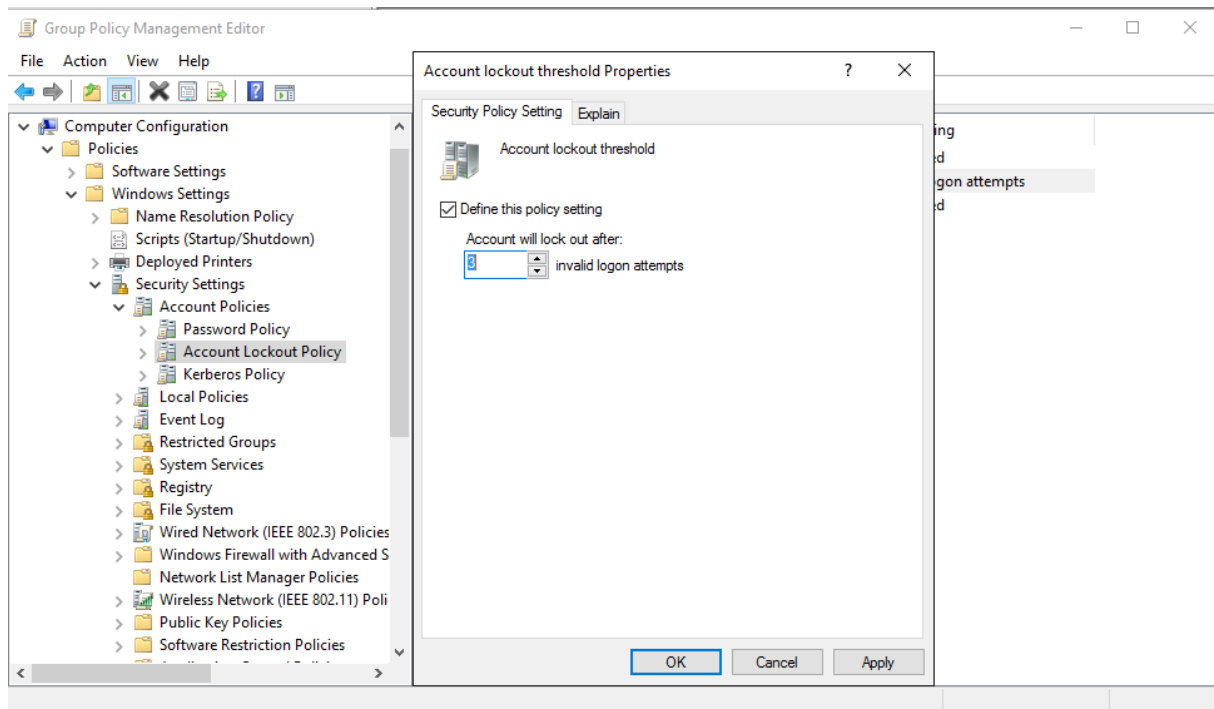 Group Policy Management Editor
File Action View Help
Computer Configuration
Policies
Software Settings
Windows Settings
Name Resolution Policy
Scripts (Startup/Shutdown)
Deployed Printers
Security Settings
Account Policies
Password Policy
Account Lockout Policy
Kerberos Policy
Local Policies
Event Log
Restricted Groups
System Services
Registry
File System
Wired Network (IEEE 802.3) Policies
Windows Firewall with Advanced S
Network List Manager Policies
Wireless Network (IEEE 802.11) Poli
Public Key Policies
Software Restriction Policies
Account lockout threshold Properties
Security Policy Setting Explain
Account lockout threshold
Define this policy setting
Account will lock out after:
3 invalid logon attempts
OK Cancel Apply
ing
ed
ogon attempts
ed